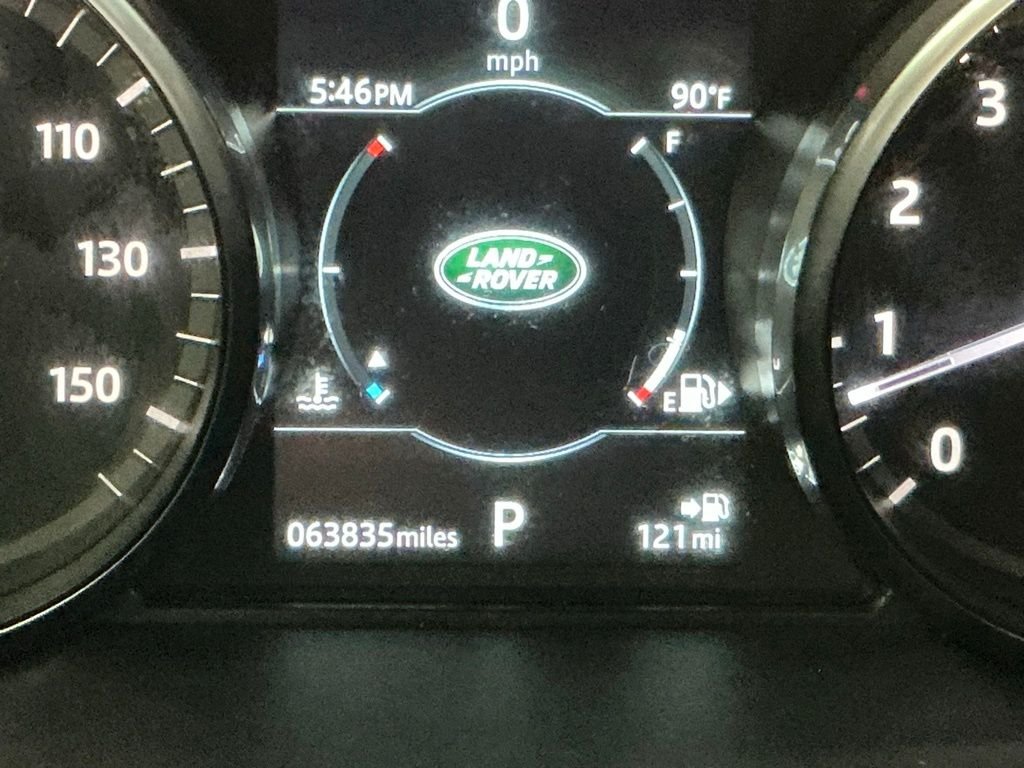 0
mph
5:46PM
90°F
110
130
150
F
LAND
ROVER
E
3
2
1
0
063835miles
P
121mi